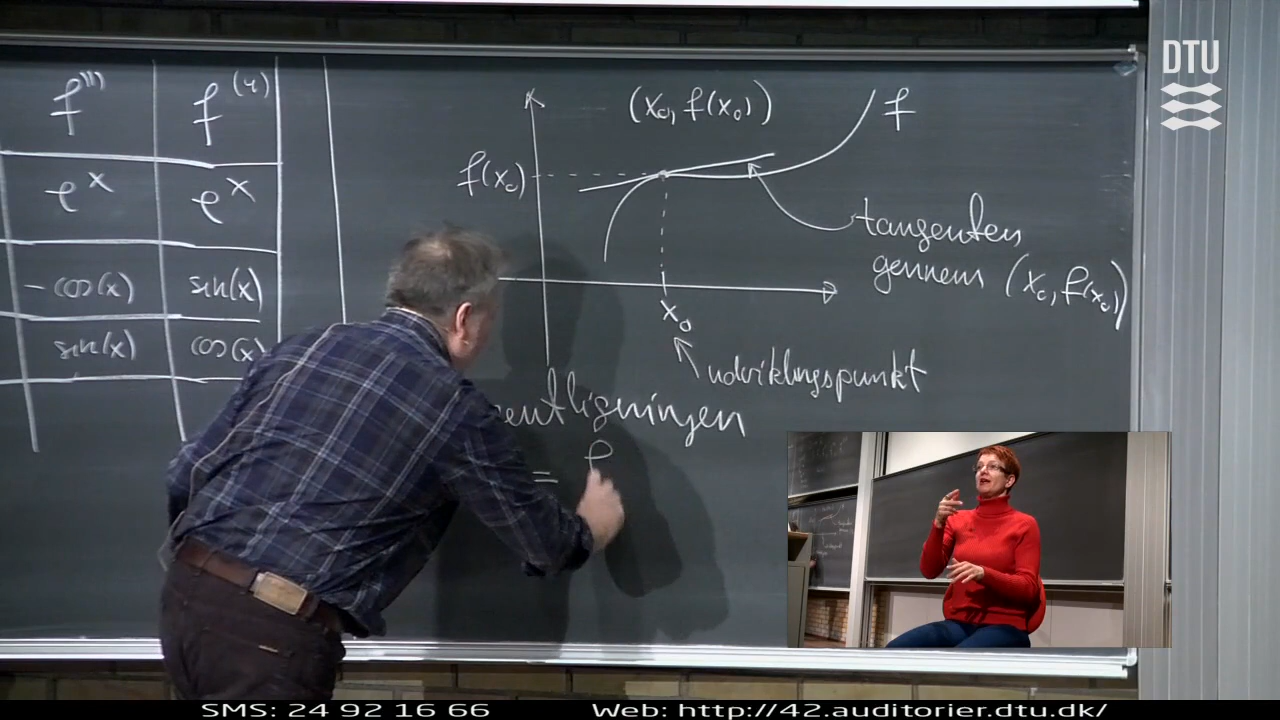 f''') f⁽⁴⁾
eˣ eˣ
-cos(x) sin(x)
sin(x) cos(x)
(x₀, f(x₀)) f
f(x₀)
tangenten
gennem (x₀, f(x₀))
x₀
udviklingspunkt
entligningen
= f
DTU
SMS: 24 92 16 66 Web: http://42.auditorier.dtu.dk/